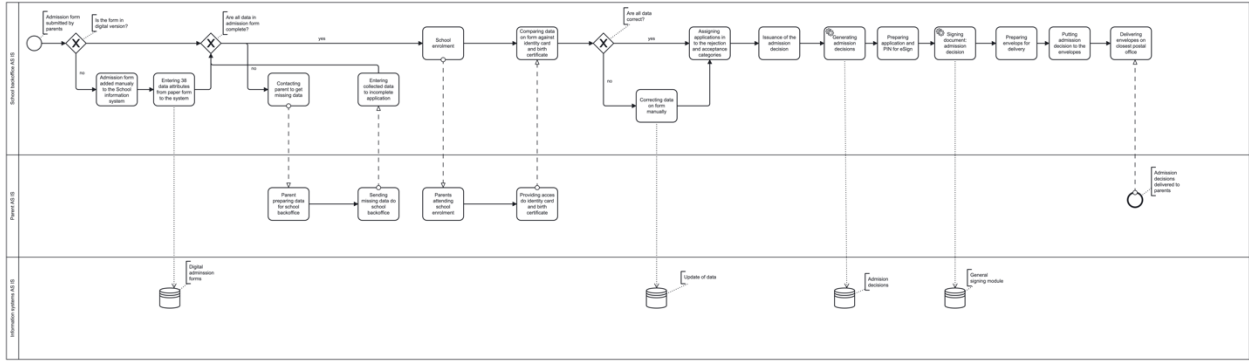 School backoffice AS IS
Admission form
submitted by
parents
Is the form in
digital version?
no
Admission form
added manualy
to the School
information
system
Entering 38
data attributes
from paper form
to the system
Are all data in
admission form
complete?
yes
no
Contecting
parent to get
missing data
Entering
collected data
to incomplete
application
School
enrolment
Comparing data
on form against
identity card and
birth certificate
Are all data
correct?
yes
no
Correcting data
on form
manually
Assigning
applications in
to the rejection
and acceptance
categories
Issuance of the
admission
decision
Generating
admission
decisions
Preparing
application and
PIN for eSign
Signing
document:
admission
decision
Preparing
envelops for
delivery
Putting
admission
decision to the
envelopes
Delivering
envelopes on
closest postal
office
Parent AS IS
Parent
preparing data
for school
backoffice
Sending
missing data do
school
backoffice
Parents
attending
school
enrolment
Providing acces
do identity card
and birth
certificate
Admission
decisions
delivered to
parents
Information systems AS IS
Digital
admission
forms
Update of data
Admision
decisions
General
signing module